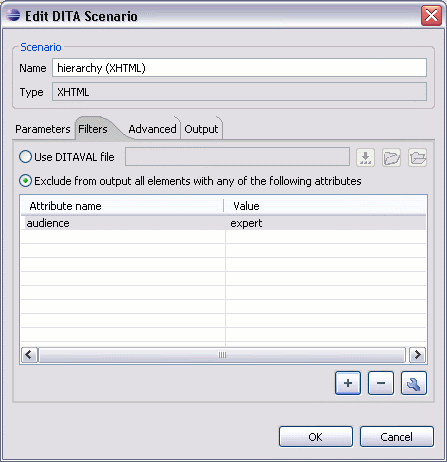 Edit DITA Scenario
Scenario
Name hierarchy (XHTML)
Type XHTML
Parameters Filters Advanced Output
Use DITAVAL file
Exclude from output all elements with any of the following attributes
Attribute name Value
audience expert
OK Cancel